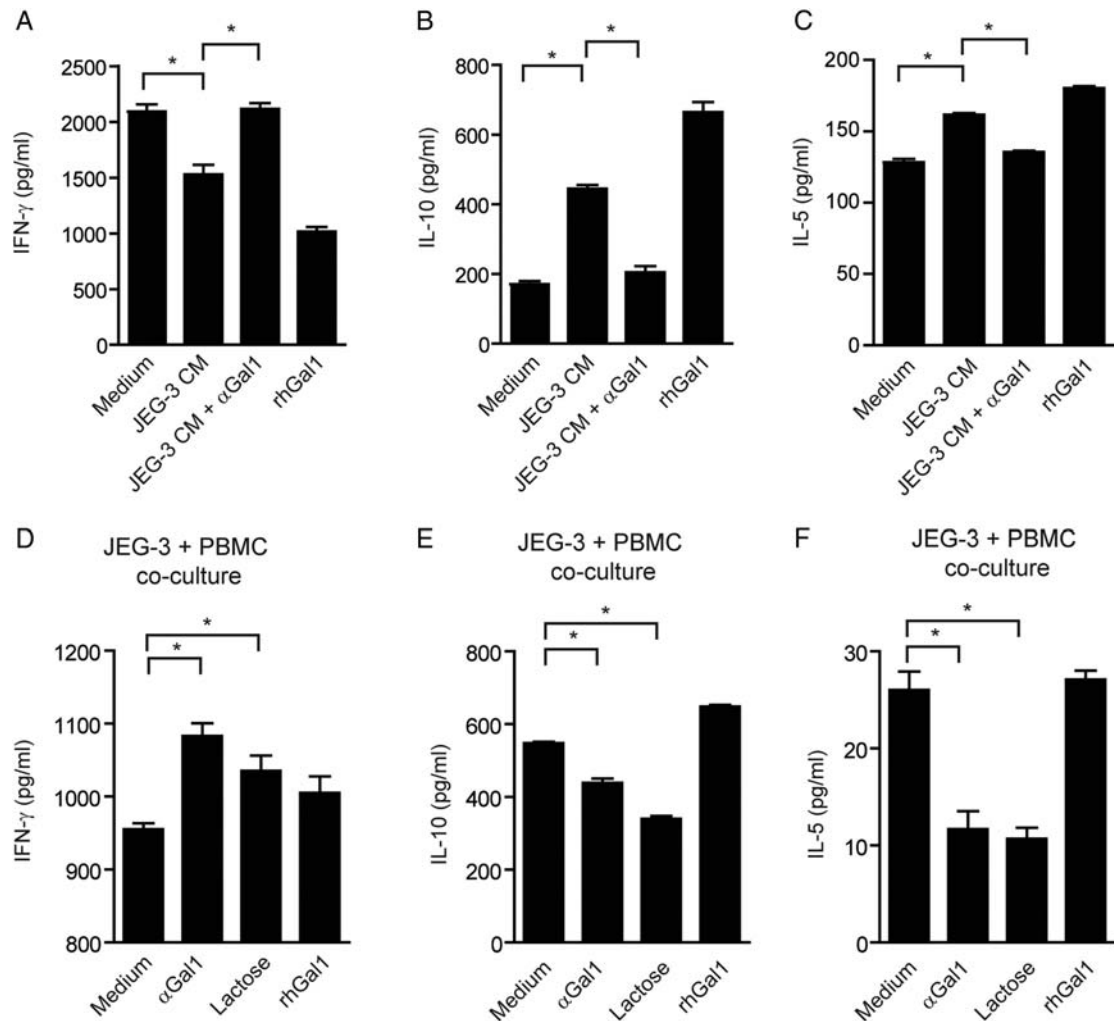 A
*
*
IFN-γ (pg/ml)
2500
2000
1500
1000
500
0
Medium
JEG-3 CM
JEG-3 CM + αGal1
rhGal1
B
*
*
IL-10 (pg/ml)
800
600
400
200
0
Medium
JEG-3 CM
JEG-3 CM + αGal1
rhGal1
C
*
*
IL-5 (pg/ml)
200
150
100
50
0
Medium
JEG-3 CM
JEG-3 CM + αGal1
rhGal1
D
JEG-3 + PBMC
co-culture
*
*
IFN-γ (pg/ml)
1200
1100
1000
900
800
Medium
αGal1
Lactose
rhGal1
E
JEG-3 + PBMC
co-culture
*
*
IL-10 (pg/ml)
800
600
400
200
0
Medium
αGal1
Lactose
rhGal1
F
JEG-3 + PBMC
co-culture
*
*
IL-5 (pg/ml)
30
20
10
0
Medium
αGal1
Lactose
rhGal1